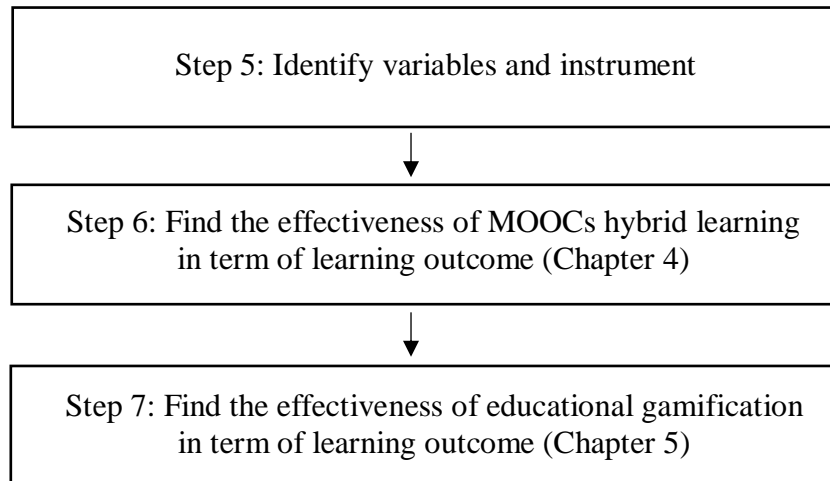 Step 5: Identify variables and instrument
Step 6: Find the effectiveness of MOOCs hybrid learning
in term of learning outcome (Chapter 4)
Step 7: Find the effectiveness of educational gamification
in term of learning outcome (Chapter 5)